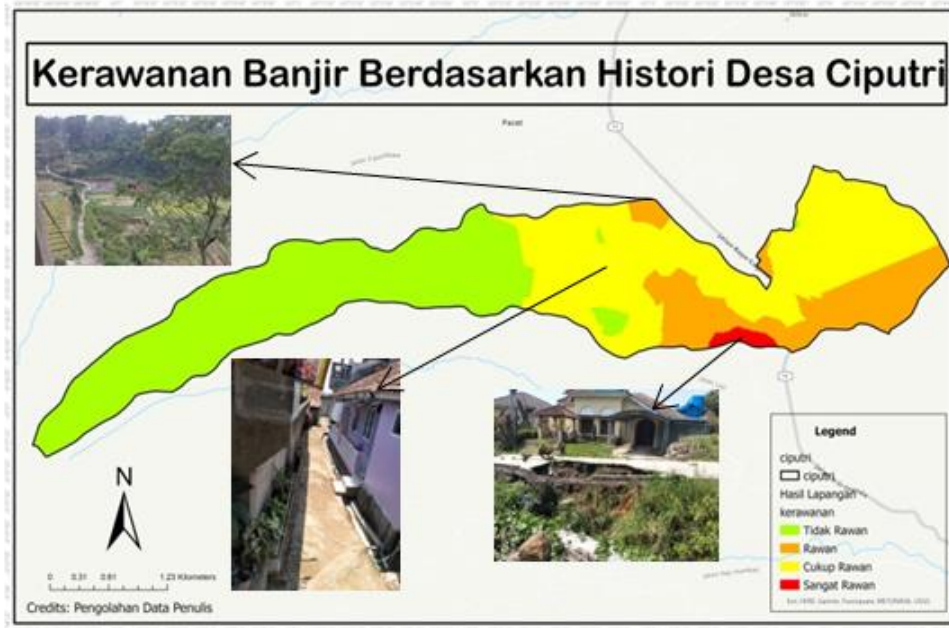 Kerawanan Banjir Berdasarkan Histori Desa Ciputri
Pacet
N
0 0,31 0,61 1,23 Kilometers
Credits: Pengolahan Data Penulis
Legend
ciputri
ciputri
Hasil Lapangan
kerawanan
Tidak Rawan
Rawan
Cukup Rawan
Sangat Rawan